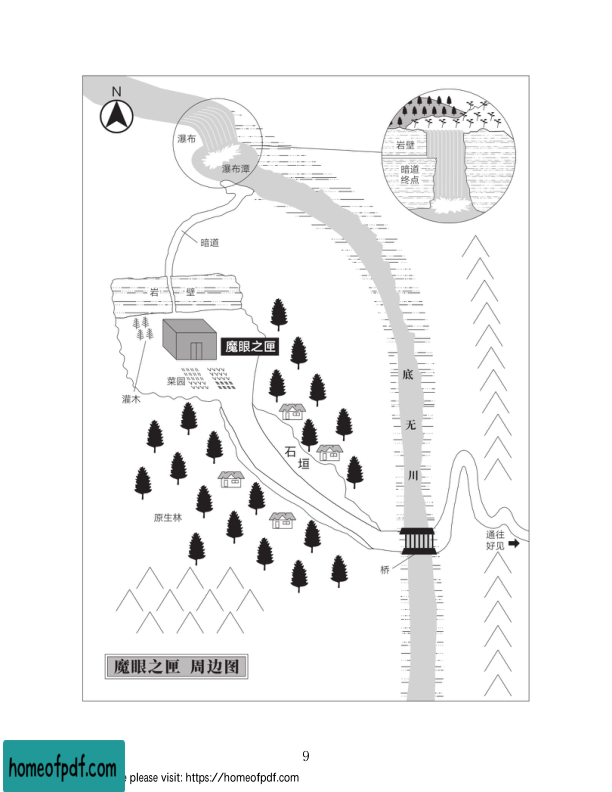 N
瀑布
瀑布潭
岩壁
暗道
终点
暗道
岩 壁
魔眼之匣
菜园
灌木
底
无
川
石
垣
原生林
通往
好见
桥
魔眼之匣 周边图
9
homeofpdf.com
please visit: https://homeofpdf.com